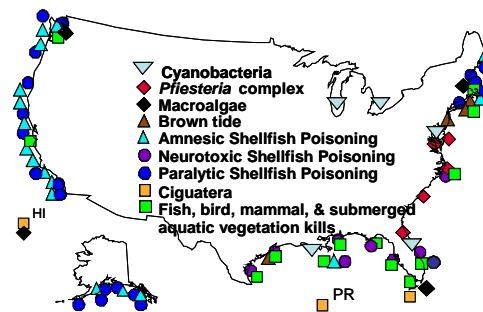 Cyanobacteria
Pfiesteria complex
Macroalgae
Brown tide
Amnesic Shellfish Poisoning
Neurotoxic Shellfish Poisoning
Paralytic Shellfish Poisoning
Ciguatera
Fish, bird, mammal, & submerged
aquatic vegetation kills
HI
PR